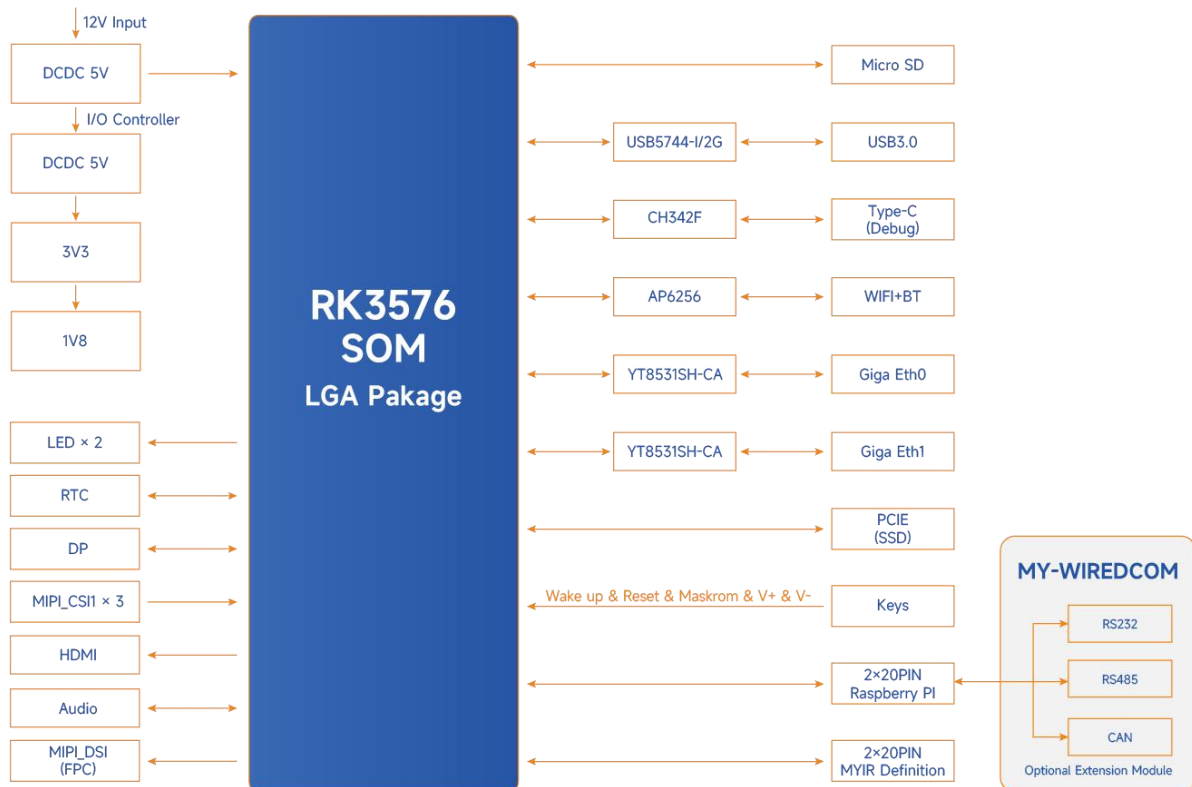 12V Input
DCDC 5V
I/O Controller
DCDC 5V
3V3
1V8
LED × 2
RTC
DP
MIPI_CSI1 × 3
HDMI
Audio
MIPI_DSI
(FPC)
RK3576
SOM
LGA Pakage
Micro SD
USB5744-I/2G
USB3.0
CH342F
Type-C
(Debug)
AP6256
WIFI+BT
YT8531SH-CA
Giga Eth0
YT8531SH-CA
Giga Eth1
PCIE
(SSD)
Wake up & Reset & Maskrom & V+ & V-
Keys
2×20PIN
Raspberry PI
2×20PIN
MYIR Definition
MY-WIREDCOM
RS232
RS485
CAN
Optional Extension Module